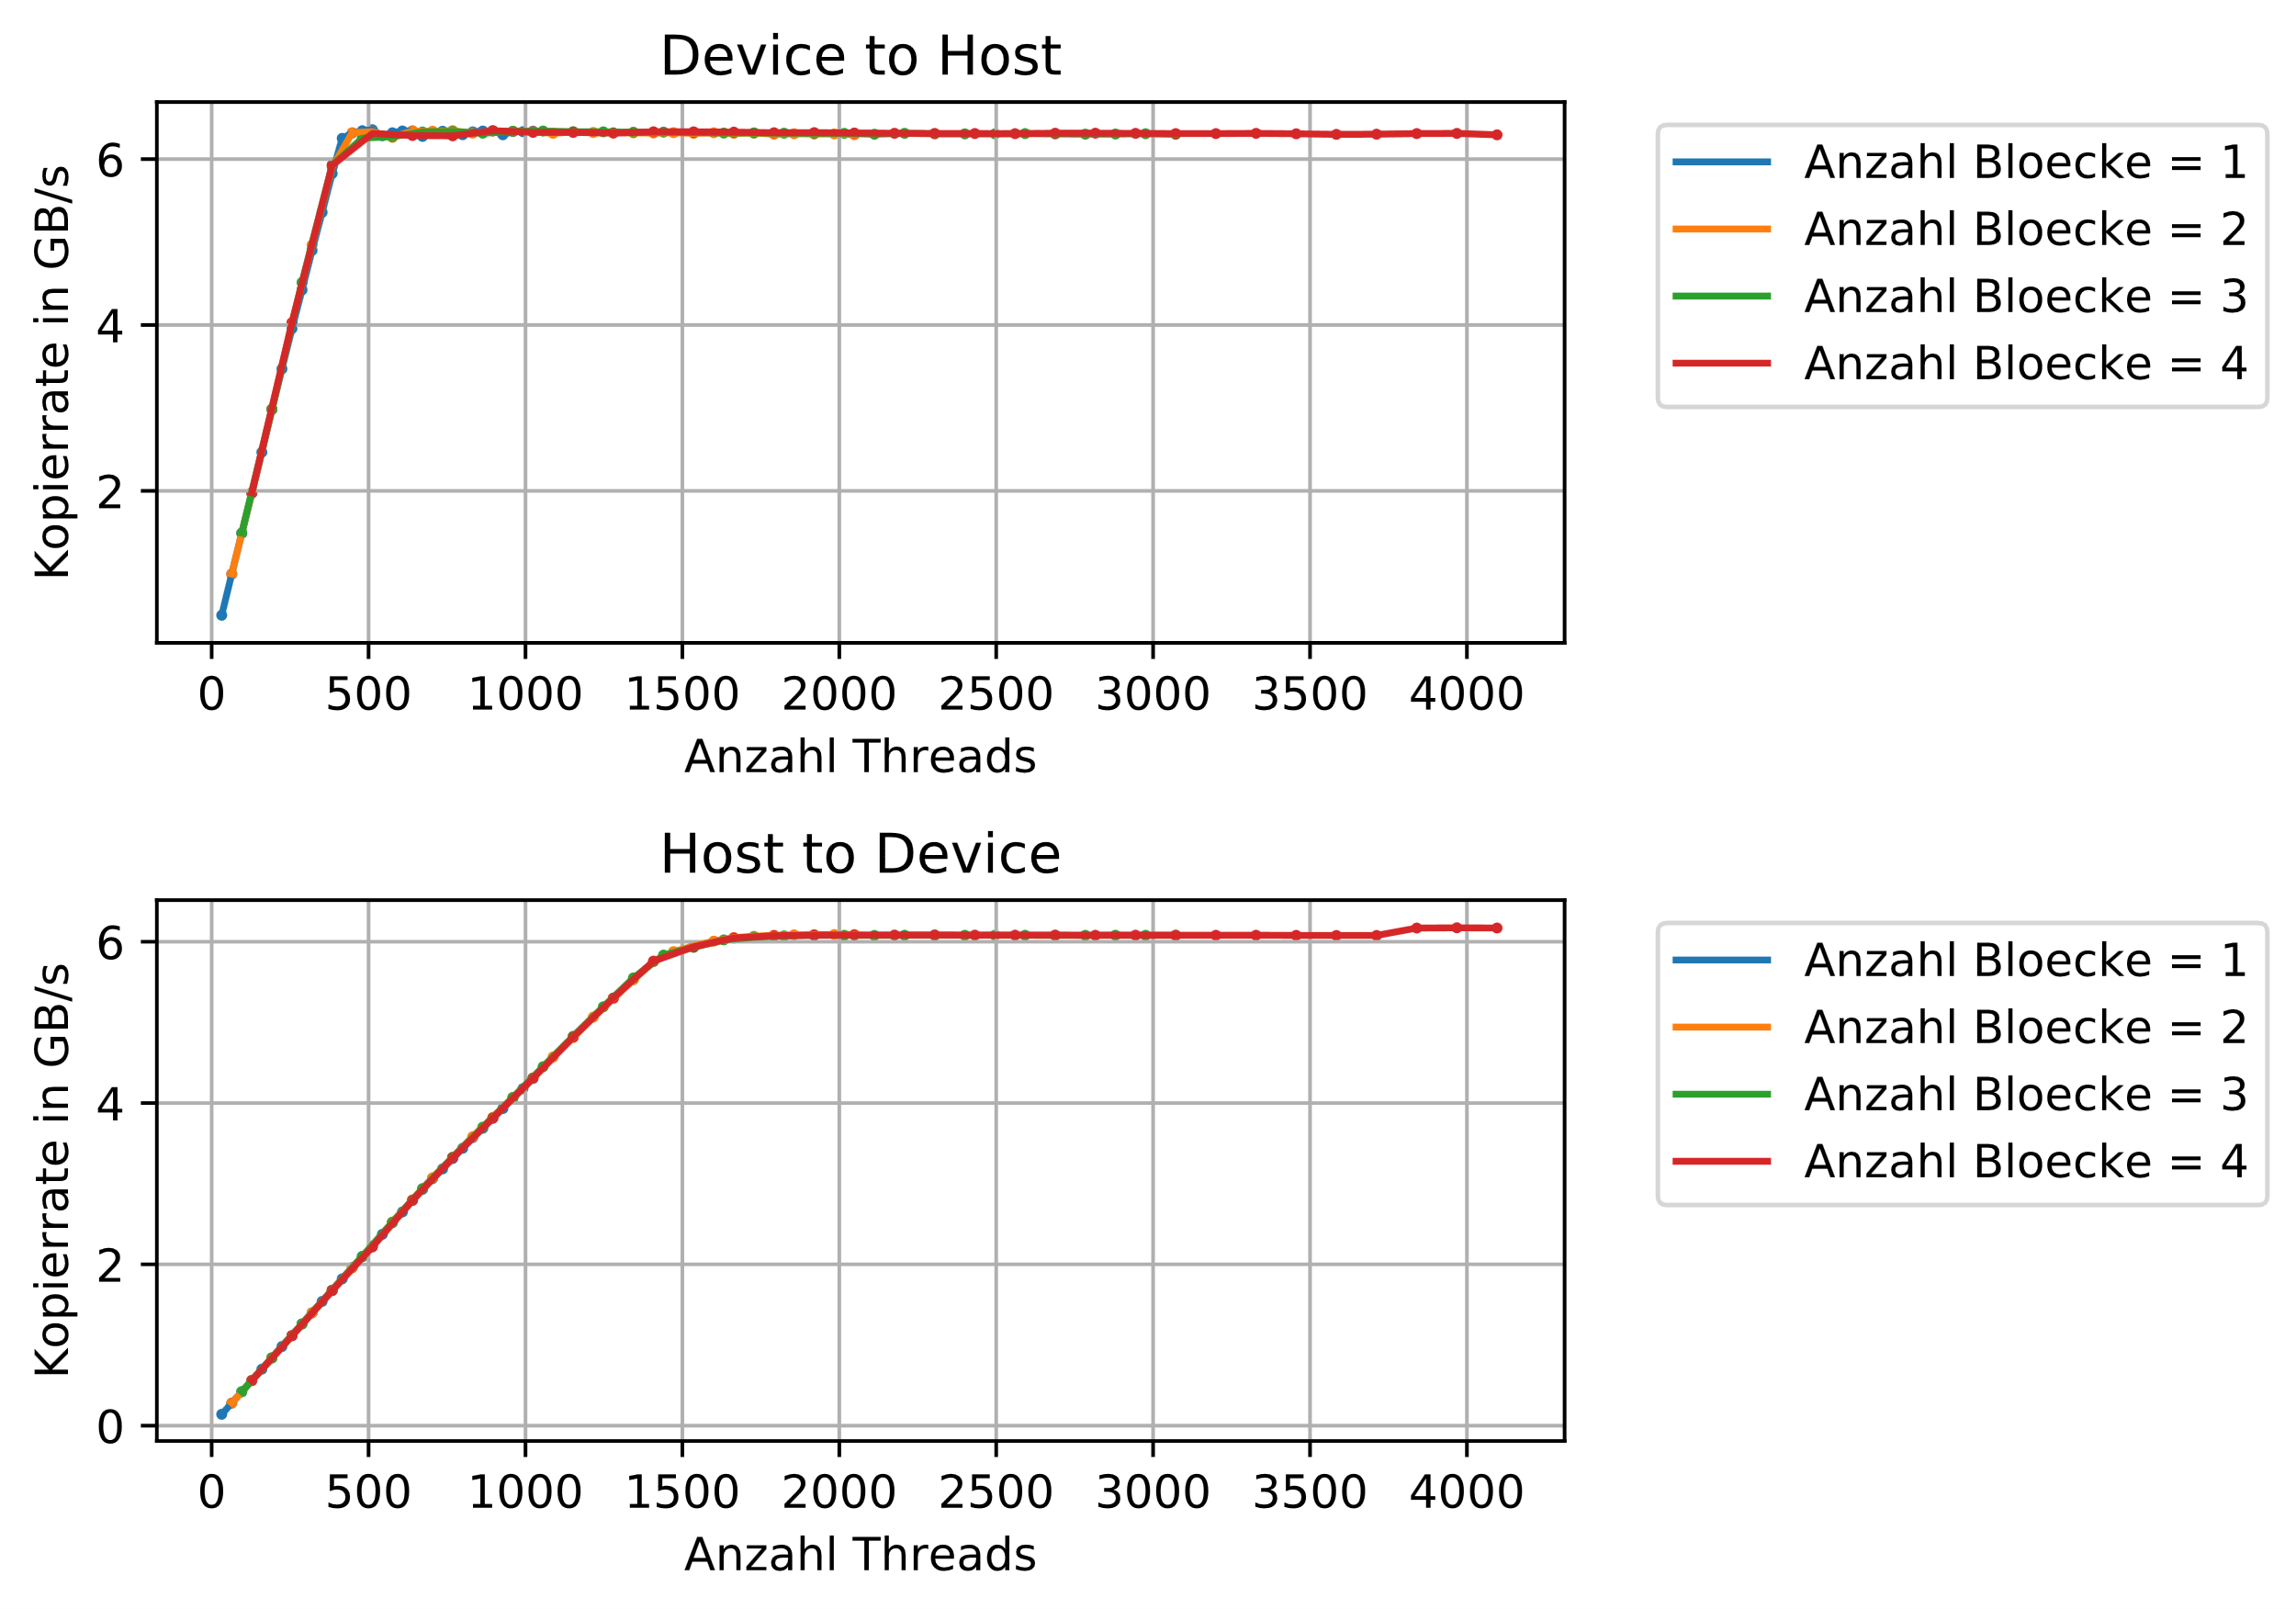 Device to Host
Kopierrate in GB/s
6
4
2
0 500 1000 1500 2000 2500 3000 3500 4000
Anzahl Threads
Anzahl Bloecke = 1
Anzahl Bloecke = 2
Anzahl Bloecke = 3
Anzahl Bloecke = 4
Host to Device
Kopierrate in GB/s
6
4
2
0
0 500 1000 1500 2000 2500 3000 3500 4000
Anzahl Threads
Anzahl Bloecke = 1
Anzahl Bloecke = 2
Anzahl Bloecke = 3
Anzahl Bloecke = 4